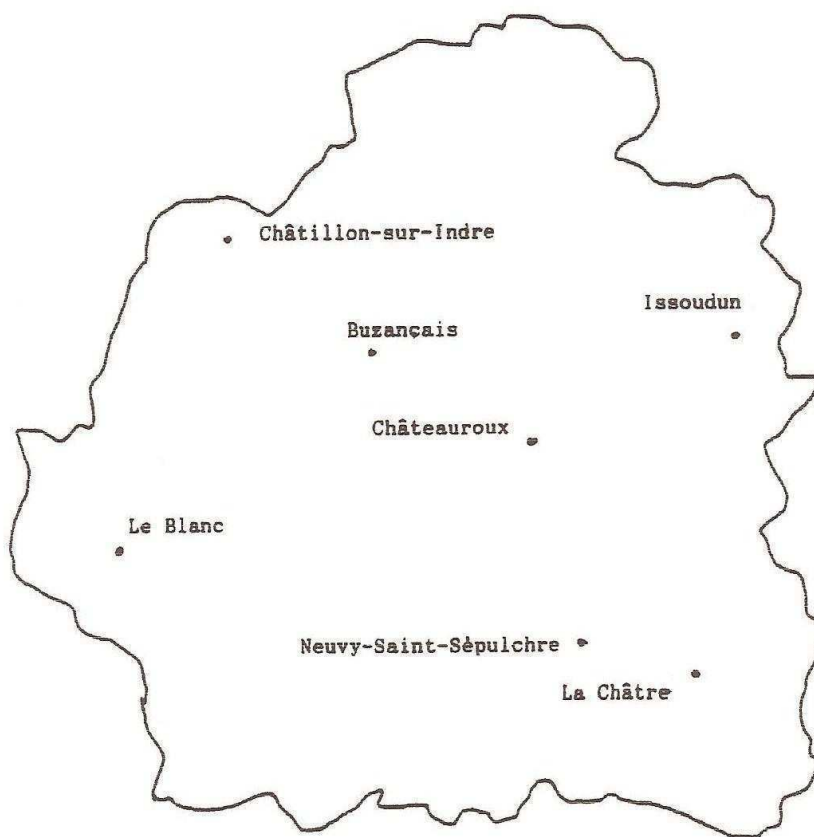 Châtillon-sur-Indre
Issoudun
Buzançais
Châteauroux
Le Blanc
Neuvy-Saint-Sépulchre
La Châtre